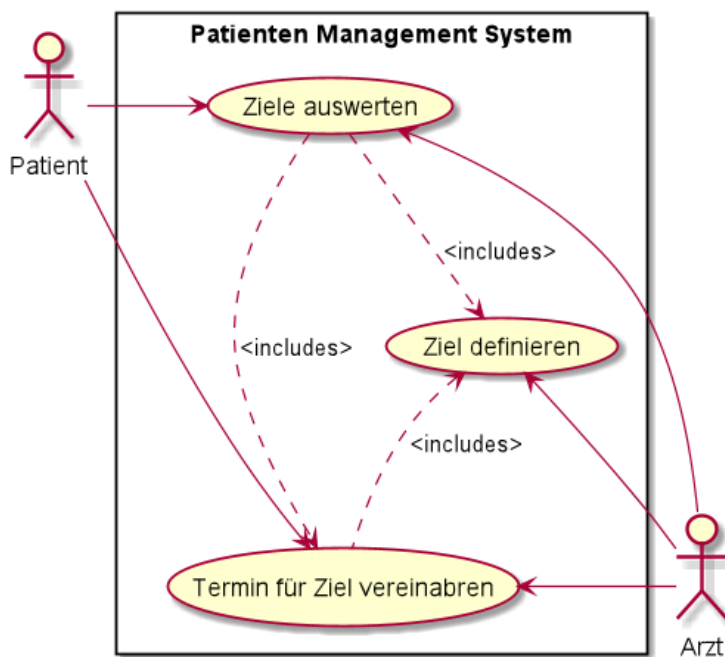 Patienten Management System
Ziele auswerten
Patient
<includes>
Ziel definieren
<includes>
<includes>
Termin für Ziel vereinabren
Arzt